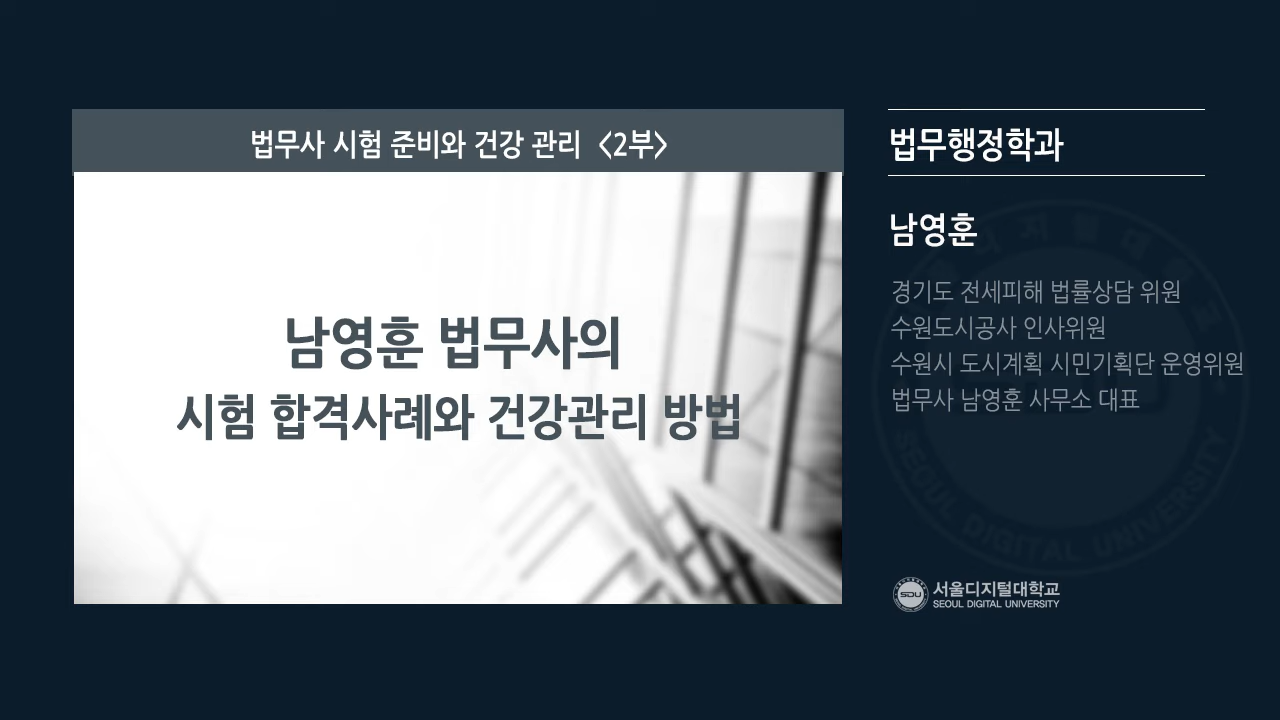 법무사 시험 준비와 건강 관리 <2부>
남영훈 법무사의
시험 합격사례와 건강관리 방법
법무행정학과
남영훈
경기도 전세피해 법률상담 위원
수원도시공사 인사위원
수원시 도시계획 시민기획단 운영위원
법무사 남영훈 사무소 대표
SEOUL DIGITAL UNIVERSITY
SDU
서울디지털대학교
SEOUL DIGITAL UNIVERSITY